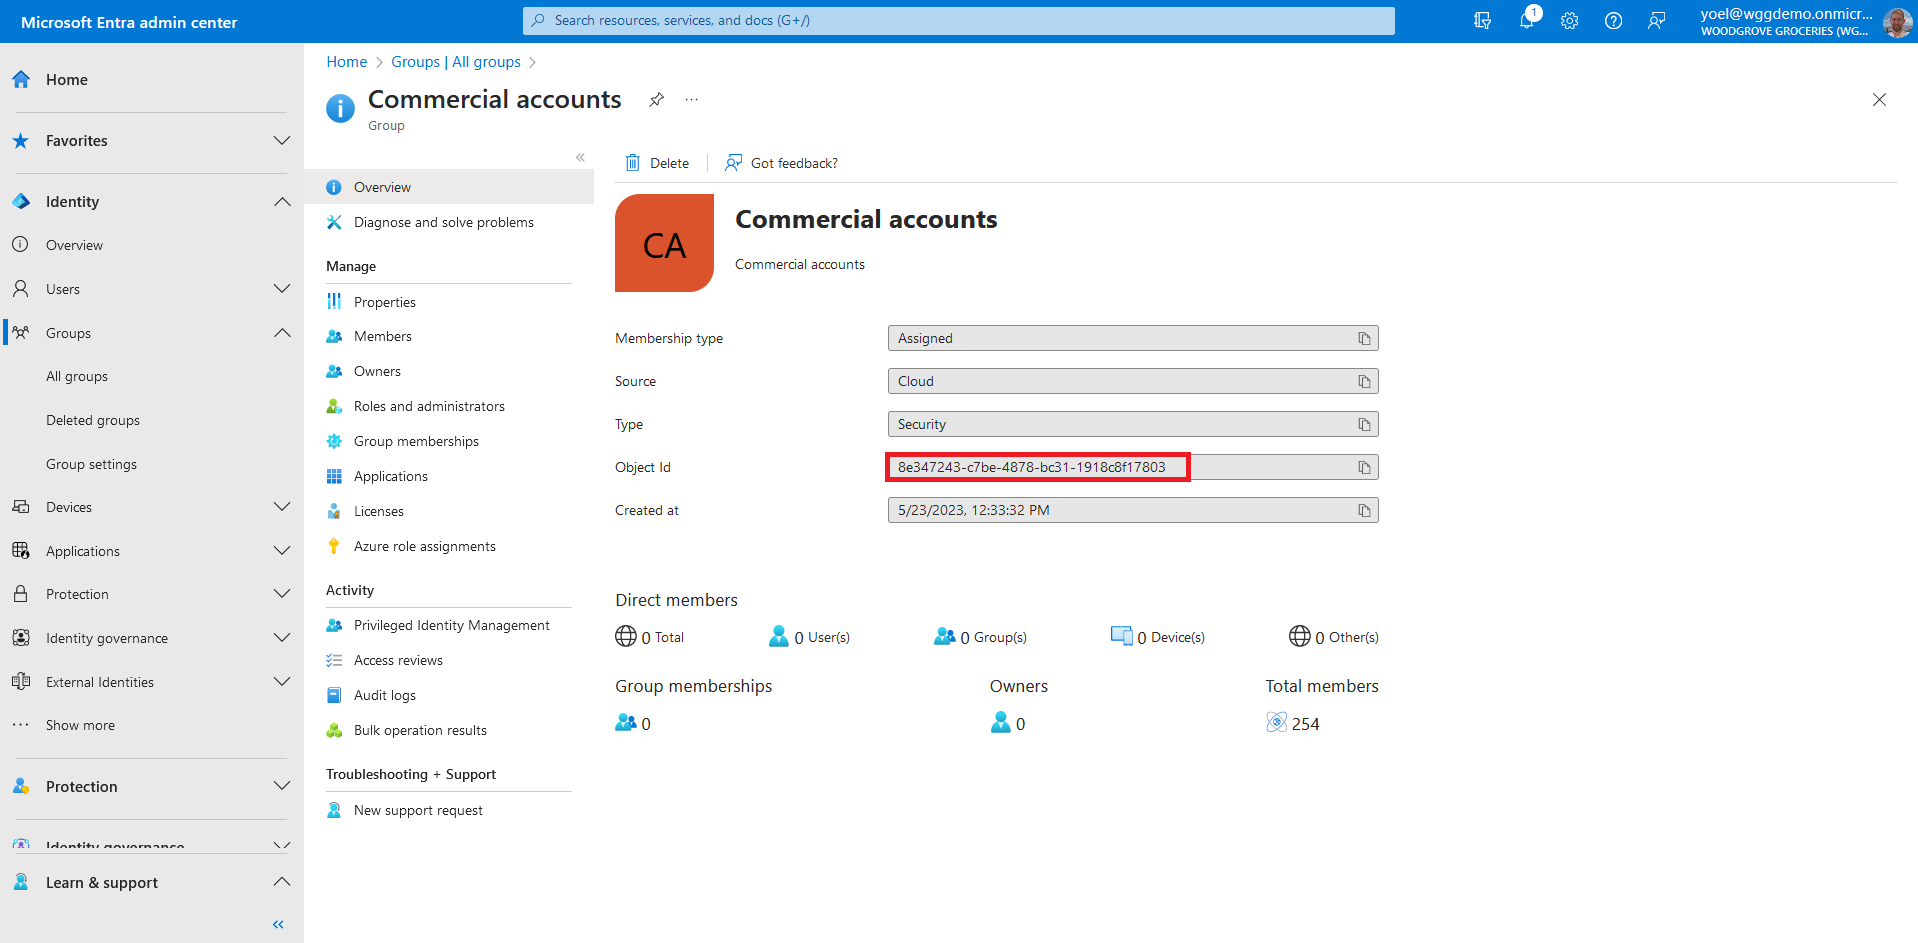 Microsoft Entra admin center
Search resources, services, and docs (G+/)
1
yoel@wggdemo.onmicr...
WOODGROVE GROCERIES (WG...
Home
Favorites
Identity
Overview
Users
Groups
All groups
Deleted groups
Group settings
Devices
Applications
Protection
Identity governance
External Identities
Show more
Protection
Identity governance
Learn & support
Home > Groups | All groups >
Commercial accounts
Group
Overview
Diagnose and solve problems
Manage
Properties
Members
Owners
Roles and administrators
Group memberships
Applications
Licenses
Azure role assignments
Activity
Privileged Identity Management
Access reviews
Audit logs
Bulk operation results
Troubleshooting + Support
New support request
Delete
Got feedback?
CA
Commercial accounts
Commercial accounts
Membership type Assigned
Source Cloud
Type Security
Object Id 8e347243-c7be-4878-bc31-1918c8f17803
Created at 5/23/2023, 12:33:32 PM
Direct members
0 Total 0 User(s) 0 Group(s) 0 Device(s) 0 Other(s)
Group memberships Owners Total members
0 0 254